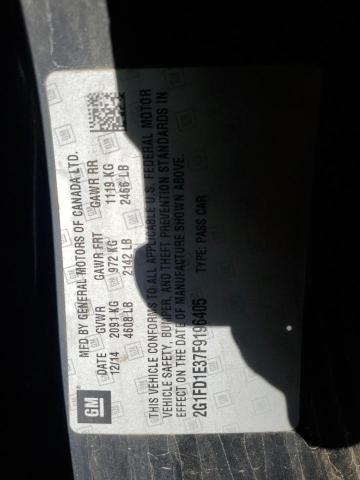 MFD BY GENERAL MOTORS OF CANADA LTD.
DATE GVWR GAWR FRT GAWR RR
12/14 2091 KG 972 KG 1119 KG
4608 LB 2142 LB 2466 LB
THIS VEHICLE CONFORMS TO ALL APPLICABLE U.S. FEDERAL MOTOR
VEHICLE SAFETY, BUMPER, AND THEFT PREVENTION STANDARDS IN
EFFECT ON THE DATE OF MANUFACTURE SHOWN ABOVE.
2G1FD1E37F9196405 TYPE: PASS CAR
GM